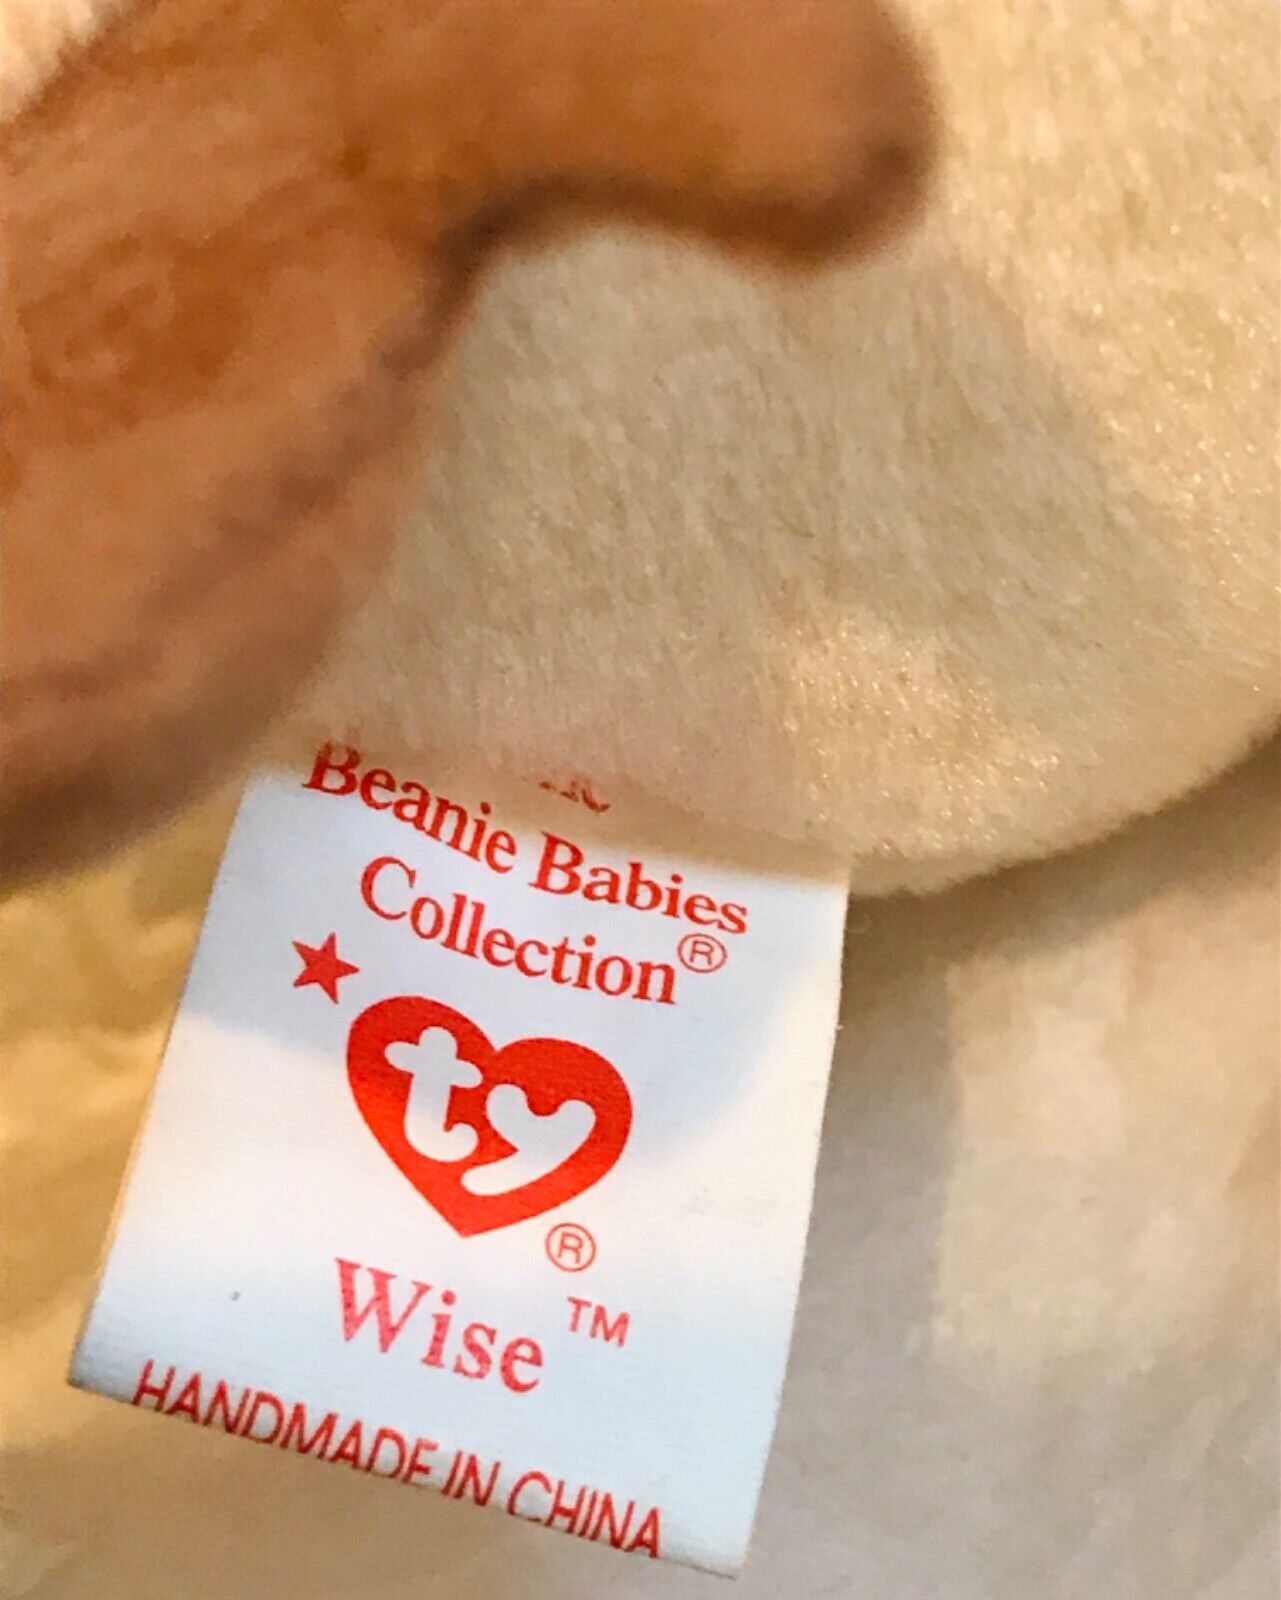 Beanie Babies
Collection®
ty®
Wise™
HANDMADE IN CHINA